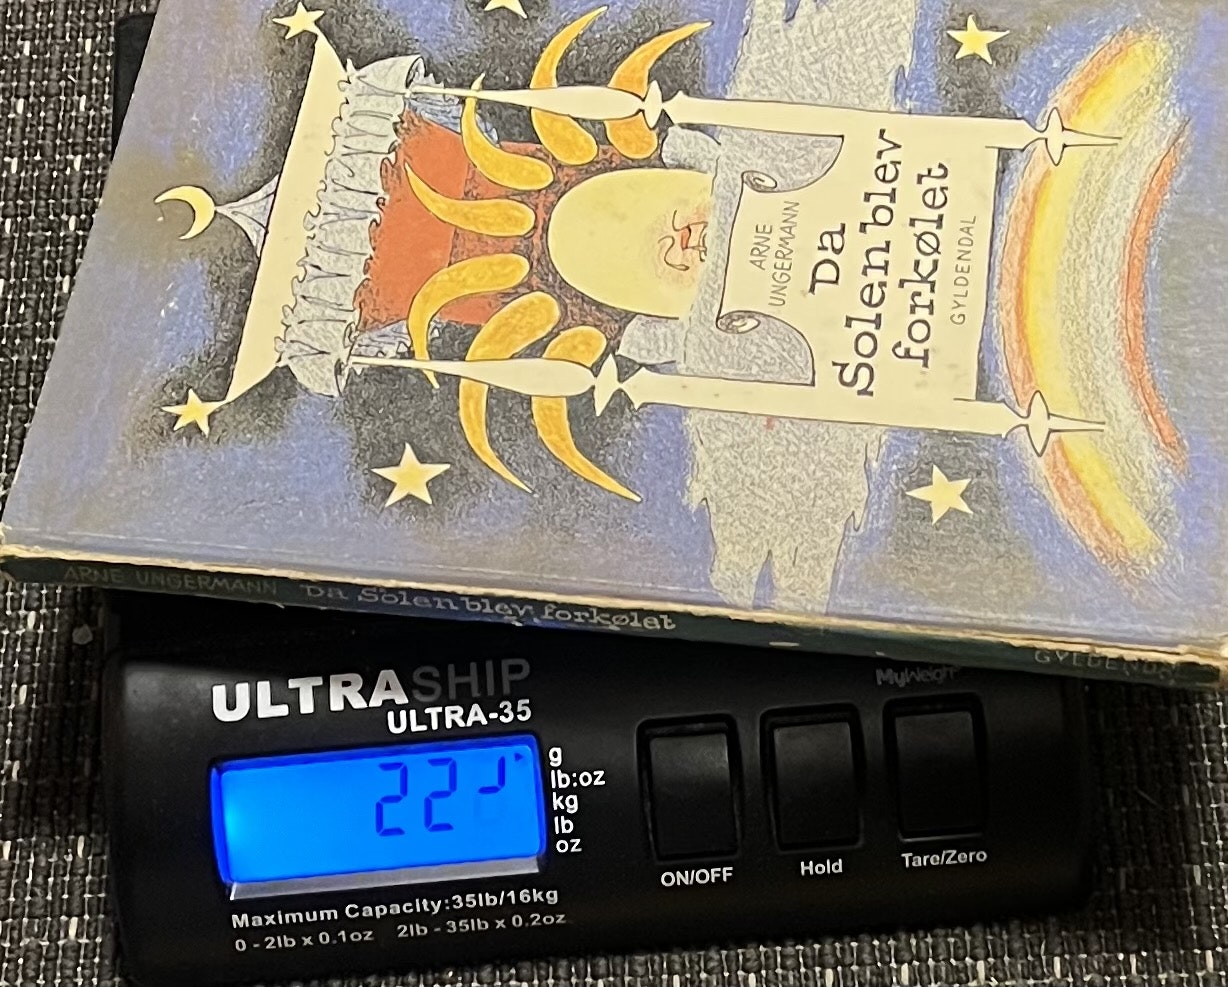 ARNE
UNGERMANN
Da
Solen blev
forkølet
GYLDENDAL
ARNE UNGERMANN Da Solen blev forkølet GYLDENDAL
MyWeigh
ULTRASHIP
ULTRA-35
g
lb:oz
kg
lb
oz
ON/OFF
Hold
Tare/Zero
Maximum Capacity:35lb/16kg
0 - 2lb x 0.1oz 2lb - 35lb x 0.2oz